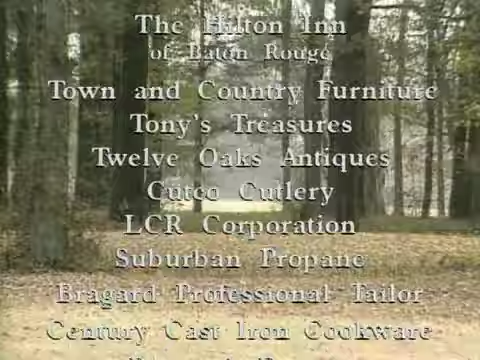 The Hilton Inn
of Baton Rouge
Town and Country Furniture
Tony's Treasures
Twelve Oaks Antiques
Cutco Cutlery
LCR Corporation
Suburban Propane
Bragard Professional Tailor
Century Cast Iron Cookware